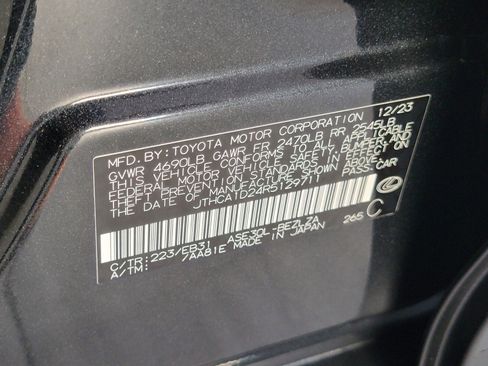 MFD. BY: TOYOTA MOTOR CORPORATION 12/23
GVWR 4690LB GAWR FR 2470LB RR 2545LB
THIS VEHICLE CONFORMS TO ALL APPLICABLE
FEDERAL MOTOR VEHICLE SAFETY, BUMPER, AND
THEFT PREVENTION STANDARDS IN EFFECT ON
THE DATE OF MANUFACTURE SHOWN ABOVE.
JTHCA1D24R5129711 PASS.CAR
C/TR: 223/EB31 ASE30L-BEZLZA 265 C
A/TM: /AA81E MADE IN JAPAN